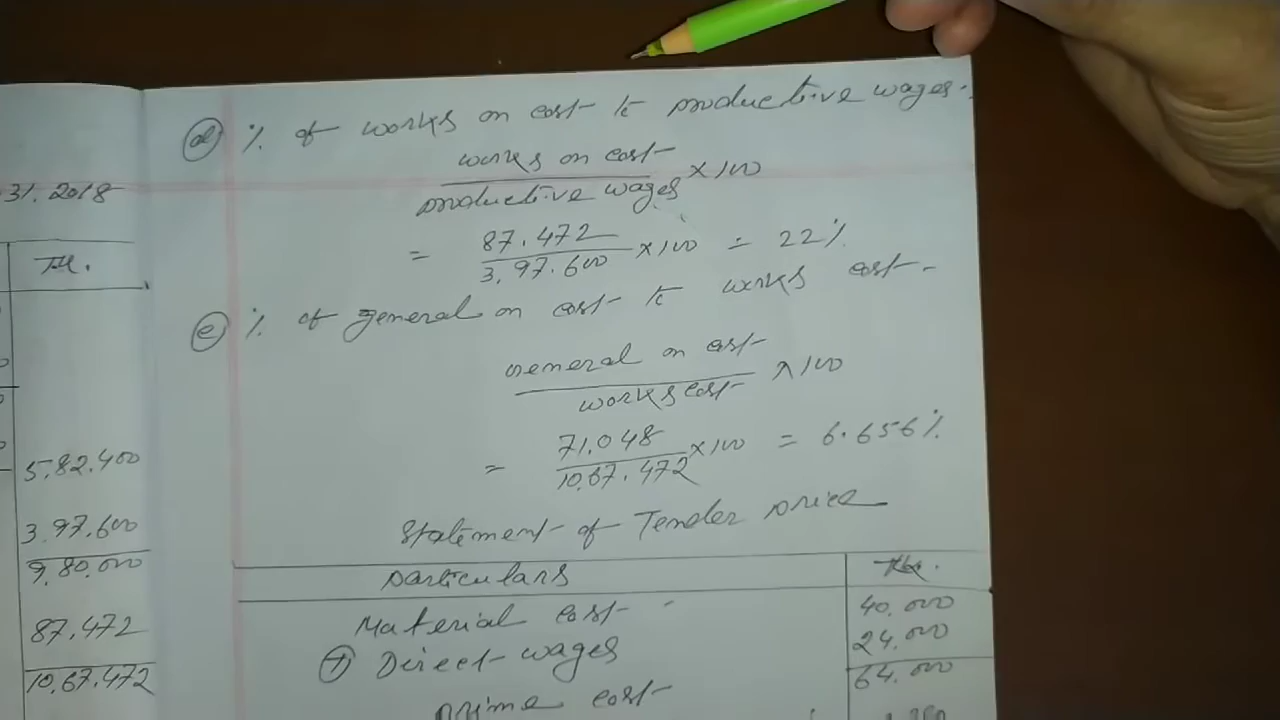 31.2018
Tk.
5,82,400
3,97,600
9,80,000
87,472
10,67,472
(d) % of works on cost to productive wages.
works on cost
productive wages × 100
= 87,472
3,97,600 × 100 = 22%
(e) % of general on cost to works cost-
General on cost
works cost × 100
= 71,048
10,67,472 × 100 = 6.656%
Statement of Tender price
Particulars Tk.
Material cost 40,000
(+) Direct wages 24,000
prime cost 64,000